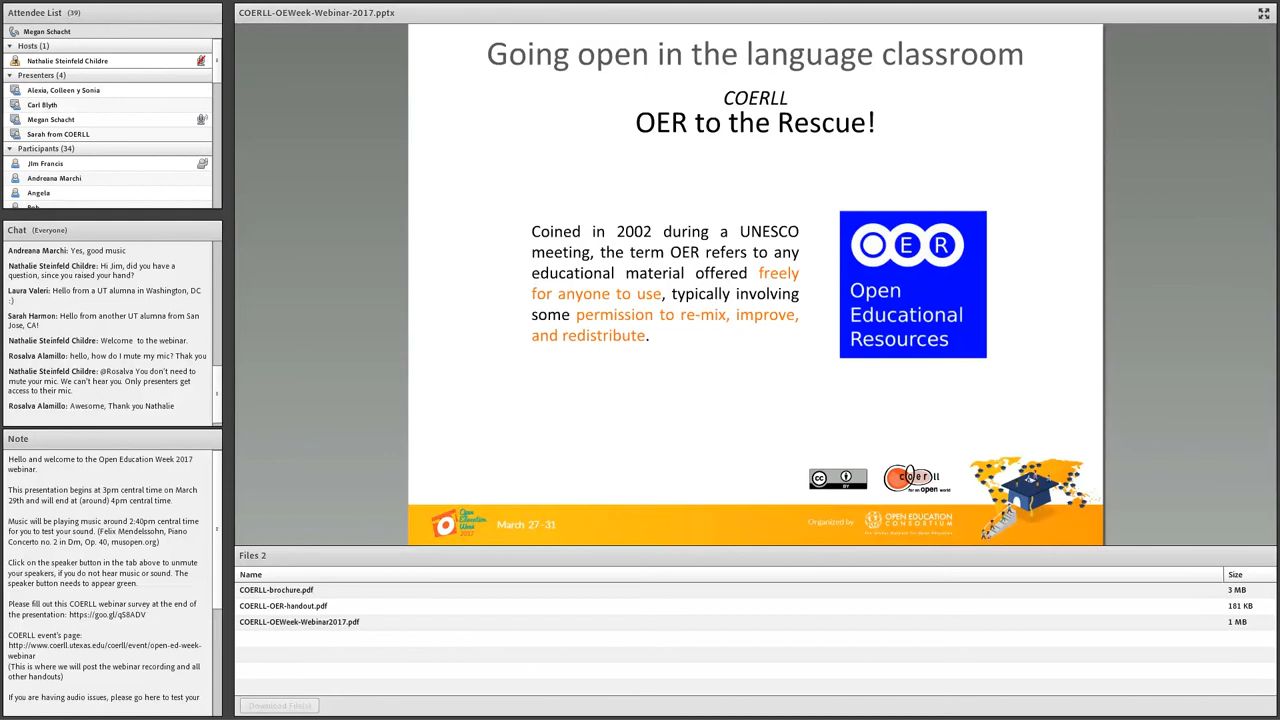 Attendee List (39)
Megan Schacht
Hosts (1)
Nathalie Steinfeld Childre
Presenters (4)
Alexia, Colleen y Sonia
Carl Blyth
Megan Schacht
Sarah from COERLL
Participants (34)
Jim Francis
Andreana Marchi
Angela
Chat (Everyone)
Andreana Marchi: Yes, good music
Nathalie Steinfeld Childre: Hi Jim, did you have a
question, since you raised your hand?
Laura Valeri: Hello from a UT alumna in Washington, DC
:)
Sarah Harmon: Hello from another UT alumna from San
Jose, CA!
Nathalie Steinfeld Childre: Welcome to the webinar.
Rosalva Alamillo: hello, how do I mute my mic? Thak you
Nathalie Steinfeld Childre: @Rosalva You don't need to
mute your mic. We can't hear you. Only presenters get
access to their mic.
Rosalva Alamillo: Awesome, Thank you Nathalie
Note
Hello and welcome to the Open Education Week 2017
webinar.
This presentation begins at 3pm central time on March
29th and will end at (around) 4pm central time.
Music will be playing music around 2:40pm central time
for you to test your sound. (Felix Mendelssohn, Piano
Concerto no. 2 in Dm, Op. 40, musopen.org)
Click on the speaker button in the tab above to unmute
your speakers, if you do not hear music or sound. The
speaker button needs to appear green.
Please fill out this COERLL webinar survey at the end of
the presentation: https://goo.gl/qS8ADV
COERLL event's page:
http://www.coerll.utexas.edu/coerll/event/open-ed-week-
webinar
(This is where we will post the webinar recording and all
other handouts)
If you are having audio issues, please go here to test your
COERLL-OEWeek-Webinar-2017.pptx
Going open in the language classroom
COERLL
OER to the Rescue!
Coined in 2002 during a UNESCO
meeting, the term OER refers to any
educational material offered freely
for anyone to use, typically involving
some permission to re-mix, improve,
and redistribute.
OER
Open
Educational
Resources
cc BY
coerll
for an open world
Open
Education
Week
2017
March 27-31
Organized by
OPEN EDUCATION
CONSORTIUM
Files 2
Name Size
COERLL-brochure.pdf 3 MB
COERLL-OER-handout.pdf 181 KB
COERLL-OEWeek-Webinar2017.pdf 1 MB
Download File(s)